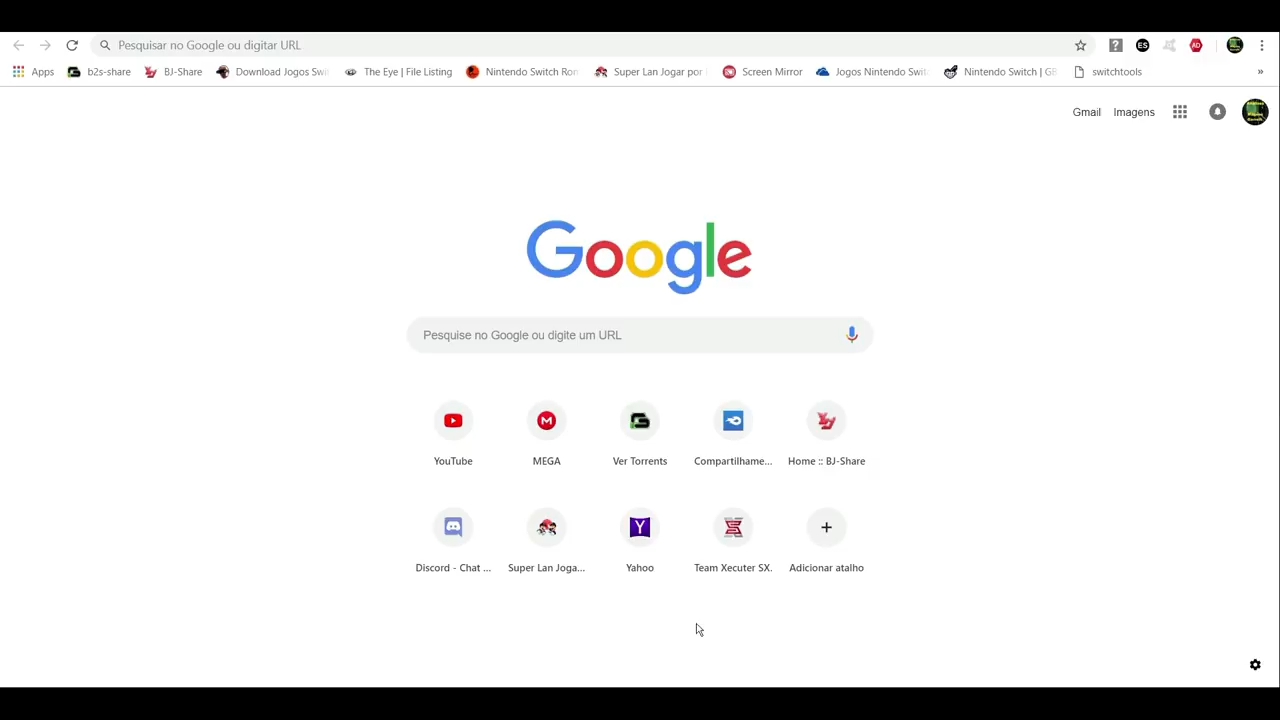 Pesquisar no Google ou digitar URL
ES
AD
Apps b2s-share BJ-Share Download Jogos Swi The Eye | File Listing Nintendo Switch Ron Super Lan Jogar por Screen Mirror Jogos Nintendo Swit Nintendo Switch | GB switchtools »
Gmail Imagens
Google
Pesquise no Google ou digite um URL
YouTube MEGA Ver Torrents Compartilhame... Home :: BJ-Share
Discord - Chat ... Super Lan Joga... Yahoo Team Xecuter SX. Adicionar atalho